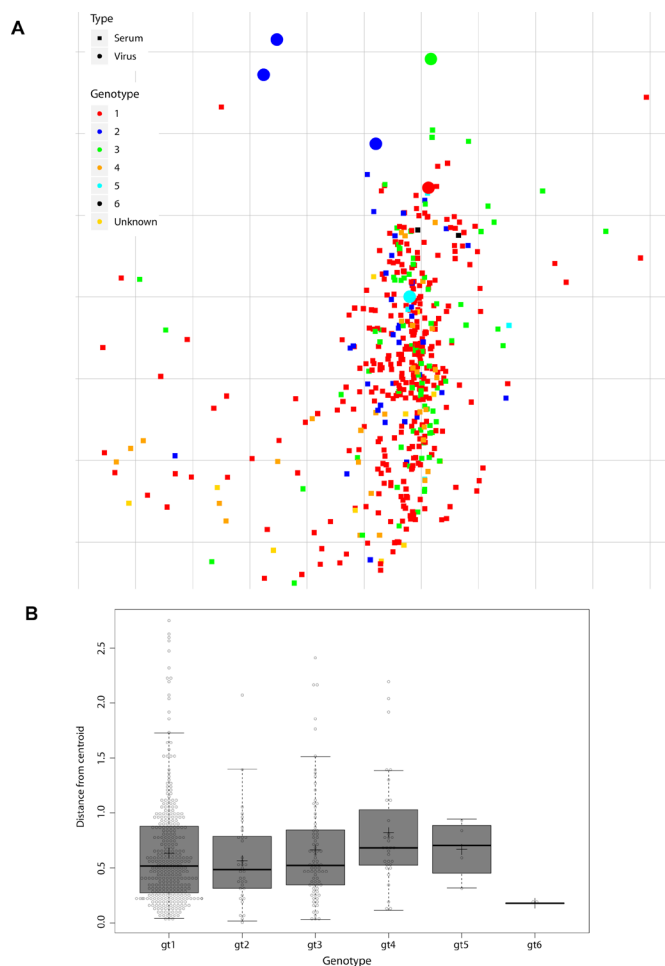 A
Type
Serum
Virus
Genotype
1
2
3
4
5
6
Unknown
B
Distance from centroid
2.5
2.0
1.5
1.0
0.5
0.0
gt1 gt2 gt3 gt4 gt5 gt6
Genotype